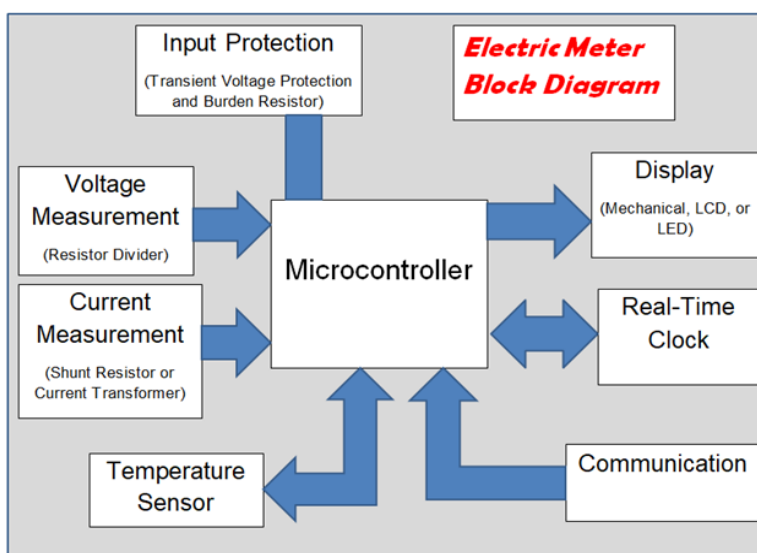 Input Protection
(Transient Voltage Protection
and Burden Resistor)
Electric Meter
Block Diagram
Voltage
Measurement
(Resistor Divider)
Display
(Mechanical, LCD, or
LED)
Microcontroller
Current
Measurement
(Shunt Resistor or
Current Transformer)
Real-Time
Clock
Temperature
Sensor
Communication